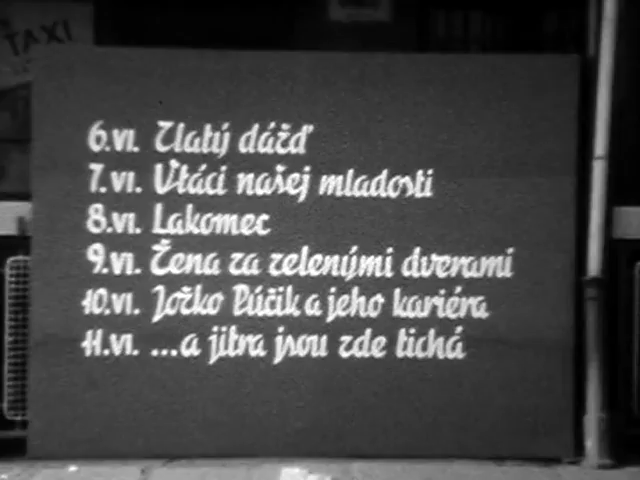 TAXI
6.VI. Zlatý dážď
7.VI. Vtáci našej mladosti
8.VI. Lakomec
9.VI. Žena za zelenými dverami
10.VI. Jožko Púčik a jeho kariéra
11.VI. ...a jitra jsou zde tichá